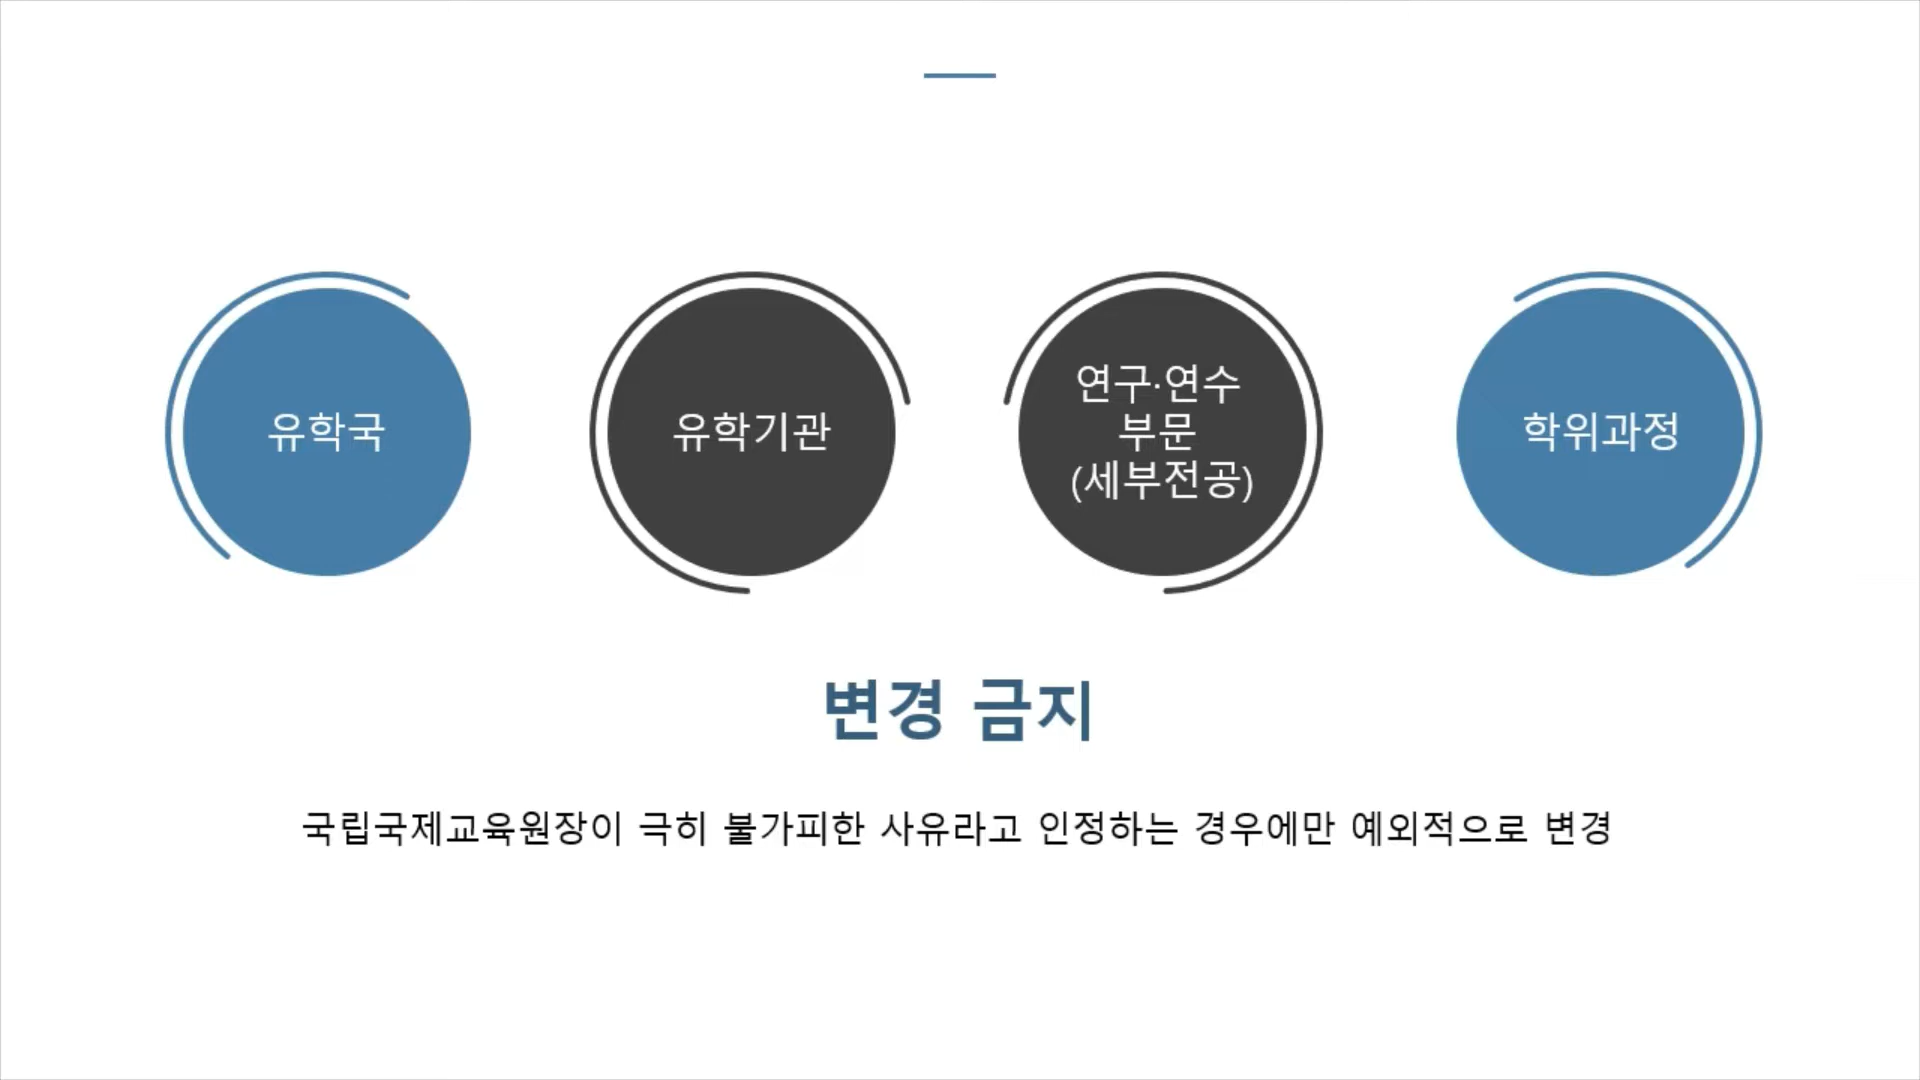 유학국
유학기관
연구·연수
부문
(세부전공)
학위과정
변경 금지
국립국제교육원장이 극히 불가피한 사유라고 인정하는 경우에만 예외적으로 변경